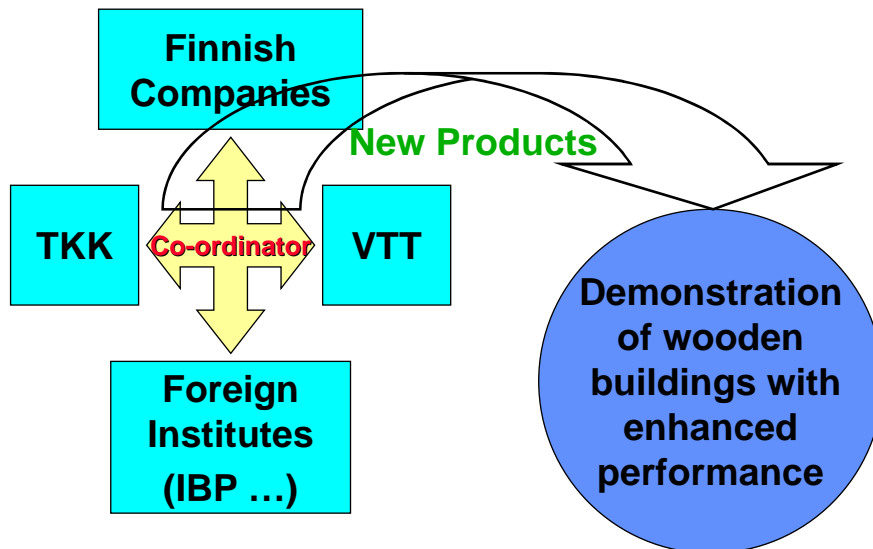 Finnish
Companies
New Products
TKK
Co-ordinator
VTT
Foreign
Institutes
(IBP …)
Demonstration
of wooden
buildings with
enhanced
performance